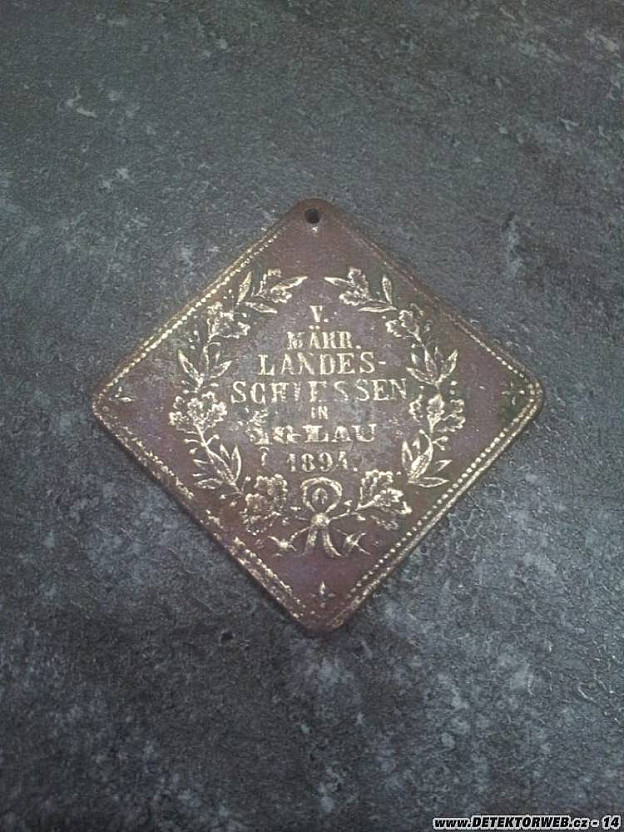 V.
MÄHR.
LANDES-
SCHIESSEN
IN
IGLAU
1894.
www.DETEKTORWEB.cz - 14